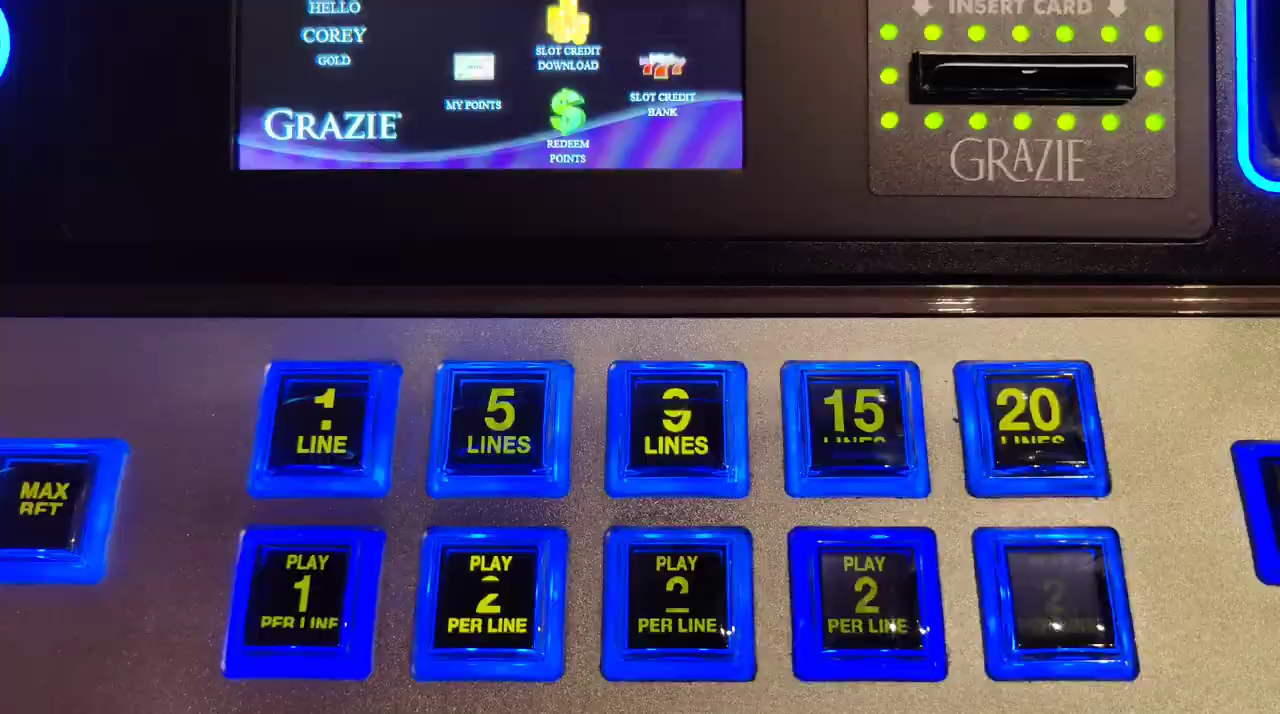 HELLO
COREY
GOLD
GRAZIE
MY POINTS
SLOT CREDIT
DOWNLOAD
REDEEM
POINTS
SLOT CREDIT
BANK
INSERT CARD
GRAZIE
1
LINE
5
LINES
9
LINES
15
LINES
20
LINES
MAX
BET
PLAY
1
PER LINE
PLAY
2
PER LINE
PLAY
PER LINE
PLAY
2
PER LINE
2